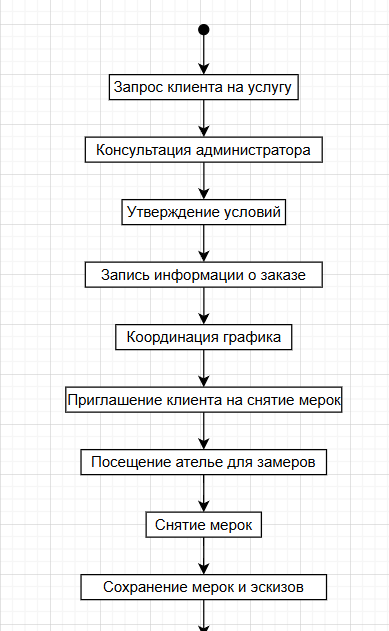 Запрос клиента на услугу
Консультация администратора
Утверждение условий
Запись информации о заказе
Координация графика
Приглашение клиента на снятие мерок
Посещение ателье для замеров
Снятие мерок
Сохранение мерок и эскизов